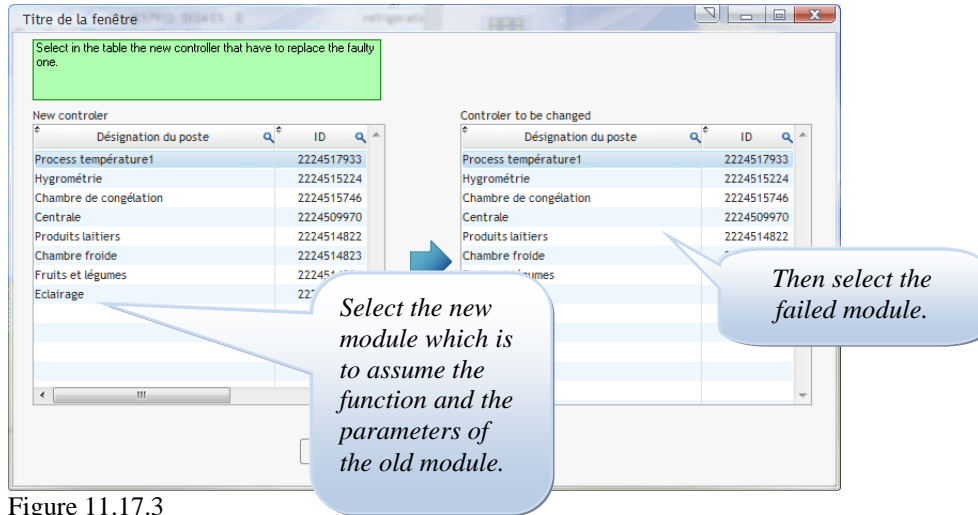 Titre de la fenêtre
Select in the table the new controller that have to replace the faulty
one.
New controler
Désignation du poste ID
Process température1 2224517933
Hygrométrie 2224515224
Chambre de congélation 2224515746
Centrale 2224509970
Produits laitiers 2224514822
Chambre froide 2224514823
Fruits et légumes
Eclairage
Controler to be changed
Désignation du poste ID
Process température1 2224517933
Hygrométrie 2224515224
Chambre de congélation 2224515746
Centrale 2224509970
Produits laitiers 2224514822
Chambre froide
Select the new
module which is
to assume the
function and the
parameters of
the old module.
Then select the
failed module.
Figure 11.17.3